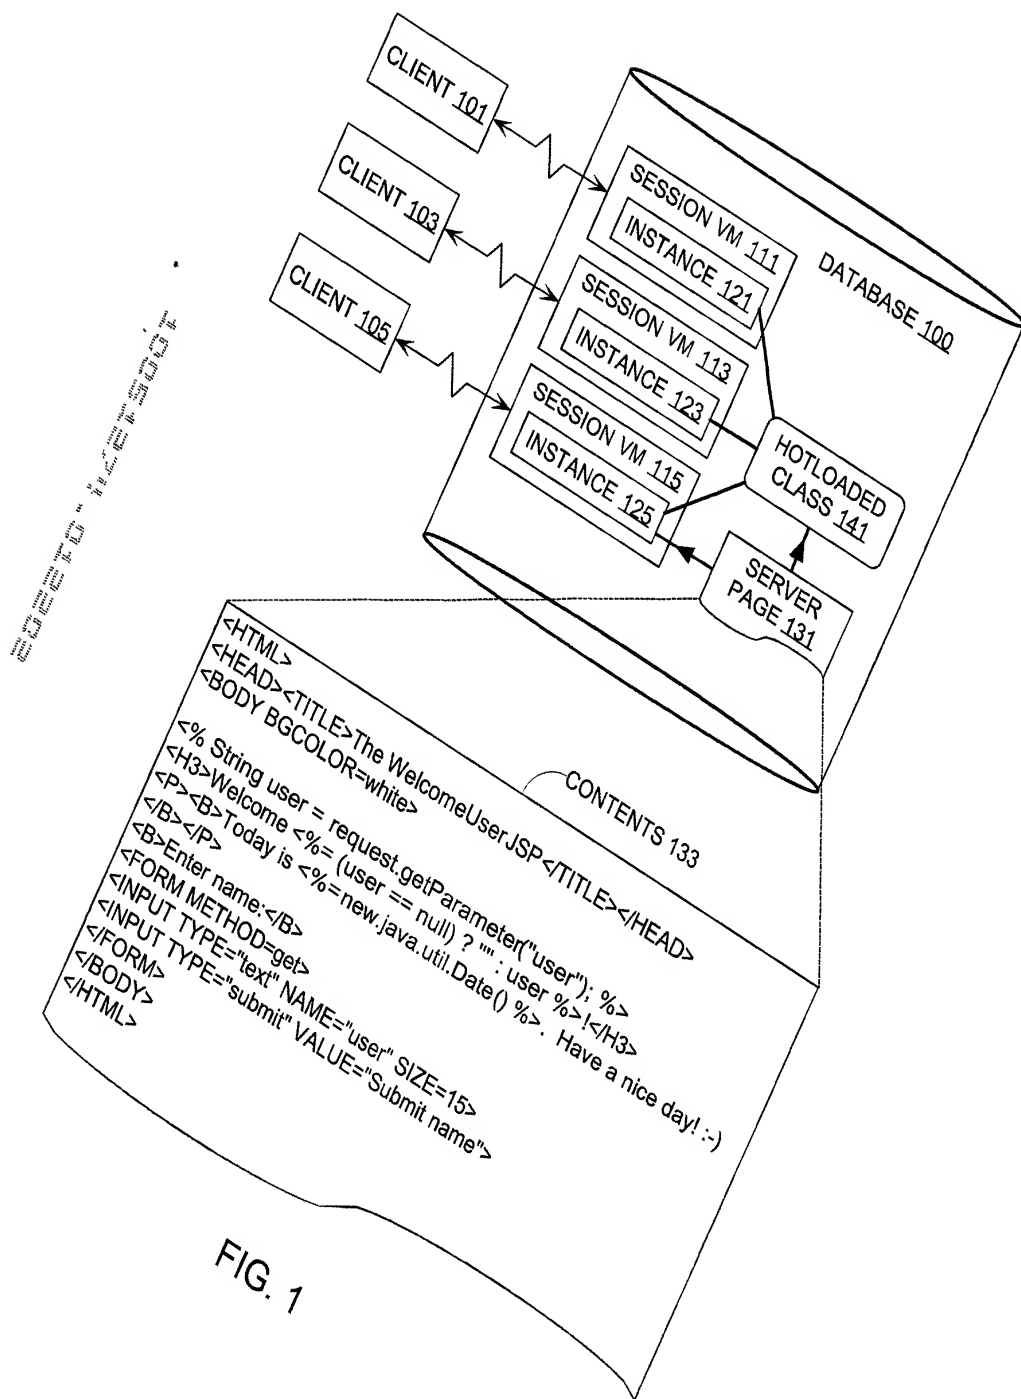 CLIENT 101
CLIENT 103
CLIENT 105
SESSION VM 111
INSTANCE 121
SESSION VM 113
INSTANCE 123
SESSION VM 115
INSTANCE 125
DATABASE 100
HOTLOADED
CLASS 141
SERVER
PAGE 131
CONTENTS 133
<HTML>
<HEAD><TITLE>The WelcomeUserJSP</TITLE></HEAD>
<BODY BGCOLOR=white>
<% String user = request.getParameter("user"); %>
<H3>Welcome <%= (user == null) ? "" : user %>!</H3>
<P><B>Today is <%= new.java.util.Date() %>. Have a nice day! :-)
</B></P>
<B>Enter name:</B>
<FORM METHOD=get>
<INPUT TYPE="text" NAME="user" SIZE=15>
<INPUT TYPE="submit" VALUE="Submit name">
</FORM>
</BODY>
</HTML>
FIG. 1